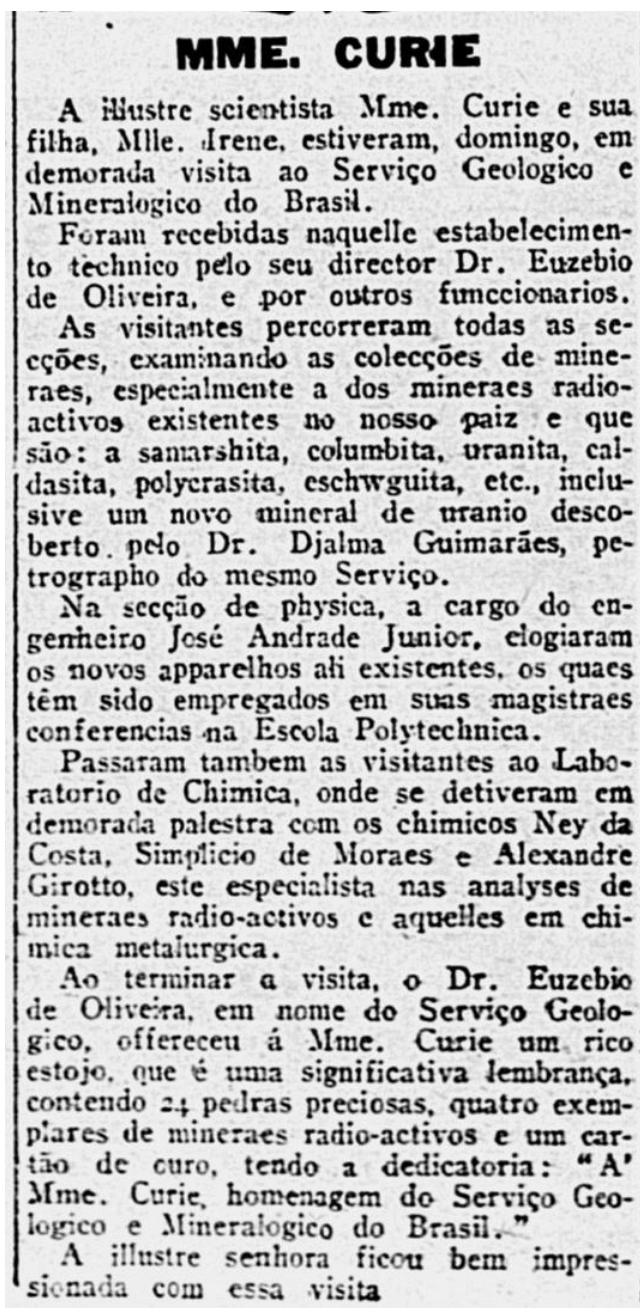 MME. CURIE
A illustre scientista Mme. Curie e sua
filha, Mlle. Irene, estiveram, domingo, em
demorada visita ao Serviço Geologico e
Mineralogico do Brasil.
Foram recebidas naquelle estabelecimen-
to technico pelo seu director Dr. Euzebio
de Oliveira, e por outros funccionarios.
As visitantes percorreram todas as se-
cções, examinando as colecções de mine-
raes, especialmente a dos mineraes radio-
activos existentes no nosso paiz e que
são: a samarshita, columbita, uranita, cal-
dasita, polycrasita, eschwguita, etc., inclu-
sive um novo mineral de uranio desco-
berto pelo Dr. Djalma Guimarães, pe-
trographo do mesmo Serviço.
Na secção de physica, a cargo do en-
genheiro José Andrade Junior, elogiaram
os novos apparelhos ali existentes, os quaes
têm sido empregados em suas magistraes
conferencias na Escola Polytechnica.
Passaram tambem as visitantes ao Labo-
ratorio de Chimica, onde se detiveram em
demorada palestra com os chimicos Ney da
Costa, Simplicio de Moraes e Alexandre
Girotto, este especialista nas analyses de
mineraes radio-activos e aquelles em chi-
mica metalurgica.
Ao terminar a visita, o Dr. Euzebio
de Oliveira, em nome do Serviço Geolo-
gico, offereceu á Mme. Curie um rico
estojo, que é uma significativa lembrança,
contendo 24 pedras preciosas, quatro exem-
plares de mineraes radio-activos e um car-
tão de curo, tendo a dedicatoria: "A'
Mme. Curie, homenagem do Serviço Geo-
logico e Mineralogico do Brasil."
A illustre senhora ficou bem impres-
sionada com essa visita